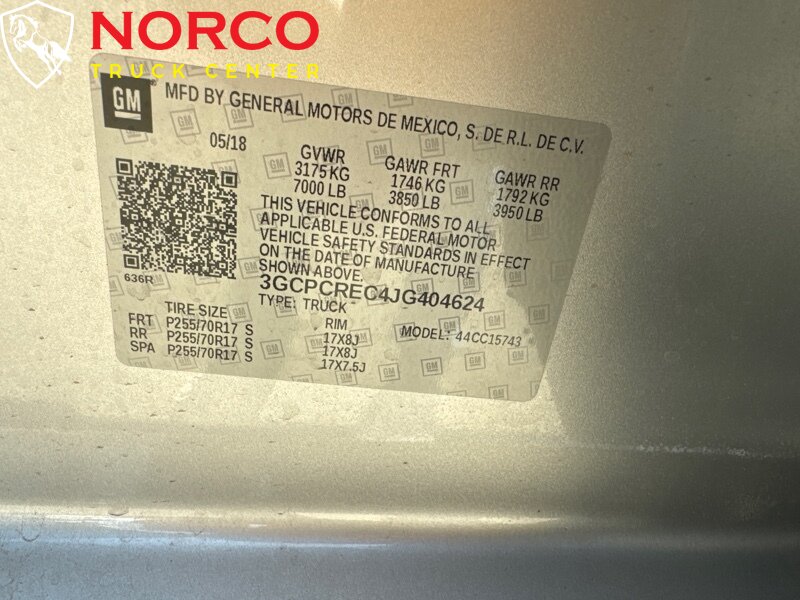 NORCO
TRUCK CENTER
GM
MFD BY GENERAL MOTORS DE MEXICO, S. DE R.L. DE C.V.
05/18
GVWR GAWR FRT GAWR RR
3175 KG 1746 KG 1792 KG
7000 LB 3850 LB 3950 LB
THIS VEHICLE CONFORMS TO ALL
APPLICABLE U.S. FEDERAL MOTOR
VEHICLE SAFETY STANDARDS IN EFFECT
ON THE DATE OF MANUFACTURE
SHOWN ABOVE.
636R
3GCPCREC4JG404624
TYPE: TRUCK
MODEL: 44CC15743
TIRE SIZE RIM
FRT P255/70R17 S 17X8J
RR P255/70R17 S 17X8J
SPA P255/70R17 S 17X7.5J